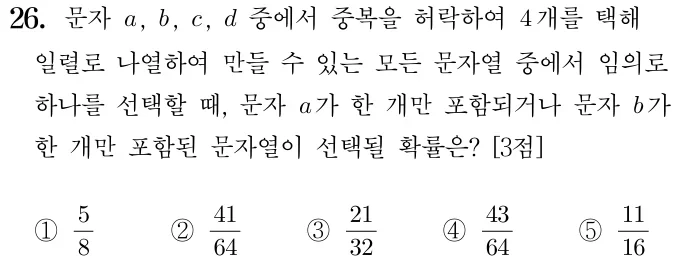 26. 문자 a, b, c, d 중에서 중복을 허락하여 4개를 택해
일렬로 나열하여 만들 수 있는 모든 문자열 중에서 임의로
하나를 선택할 때, 문자 a가 한 개만 포함되거나 문자 b가
한 개만 포함된 문자열이 선택될 확률은? [3점]
① 5/8 ② 41/64 ③ 21/32 ④ 43/64 ⑤ 11/16